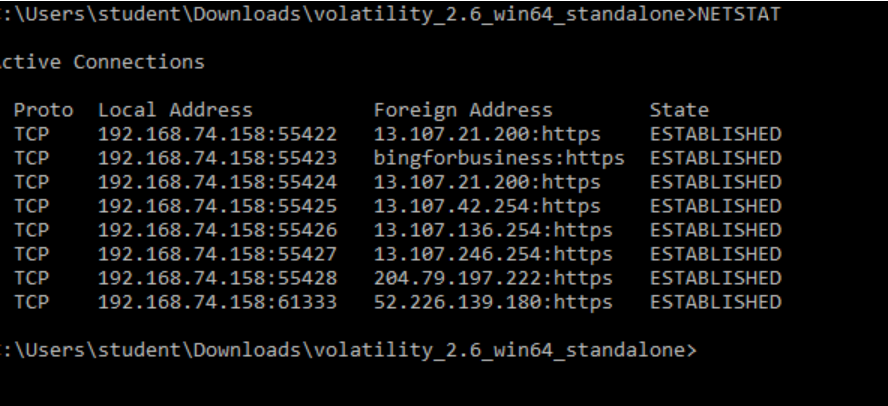 :\Users\student\Downloads\volatility_2.6_win64_standalone>NETSTAT
ctive Connections
Proto Local Address Foreign Address State
TCP 192.168.74.158:55422 13.107.21.200:https ESTABLISHED
TCP 192.168.74.158:55423 bingforbusiness:https ESTABLISHED
TCP 192.168.74.158:55424 13.107.21.200:https ESTABLISHED
TCP 192.168.74.158:55425 13.107.42.254:https ESTABLISHED
TCP 192.168.74.158:55426 13.107.136.254:https ESTABLISHED
TCP 192.168.74.158:55427 13.107.246.254:https ESTABLISHED
TCP 192.168.74.158:55428 204.79.197.222:https ESTABLISHED
TCP 192.168.74.158:61333 52.226.139.180:https ESTABLISHED
:\Users\student\Downloads\volatility_2.6_win64_standalone>